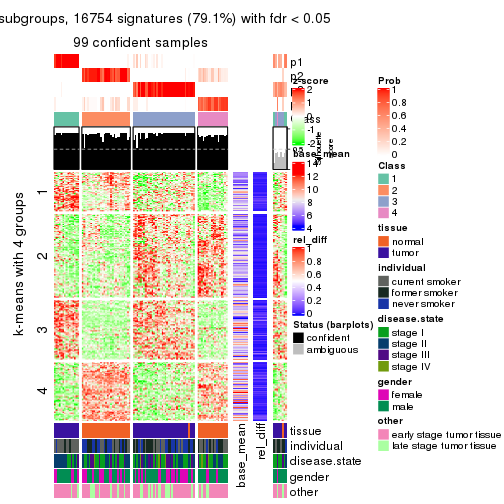 subgroups, 16754 signatures (79.1%) with fdr < 0.05
99 confident samples
p1
p2
z-score
2
1
-1
-2
base_mean
14
12
10
8
6
4
rel_diff
1
0.8
0.6
0.4
0.2
0
Status (barplots)
confident
ambiguous
Prob
1
0.8
0.6
0.4
0.2
0
Class
1
2
3
4
tissue
normal
tumor
individual
current smoker
former smoker
never smoker
disease.state
stage I
stage II
stage III
stage IV
gender
female
male
other
early stage tumor tissue
late stage tumor tissue
k-means with 4 groups
1
2
3
4
base_mean
rel_diff
tissue
individual
disease.state
gender
other